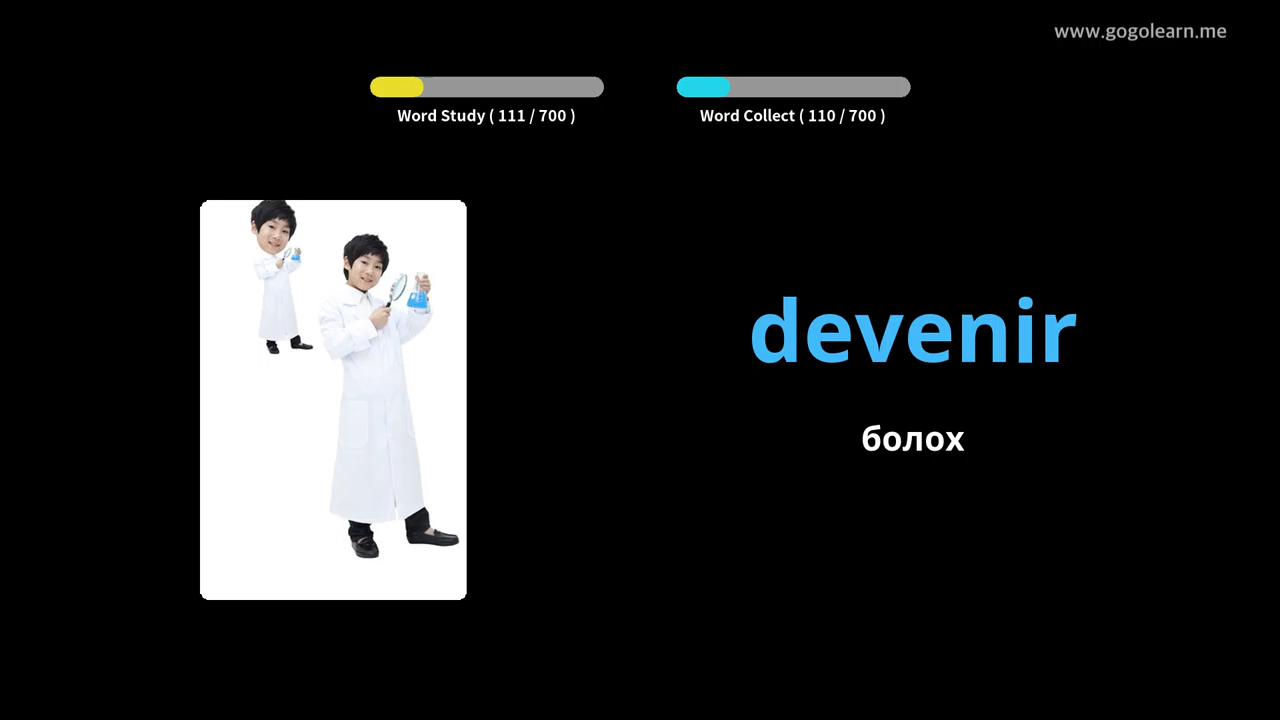 www.gogolearn.me
Word Study ( 111 / 700 )
Word Collect ( 110 / 700 )
devenir
болох